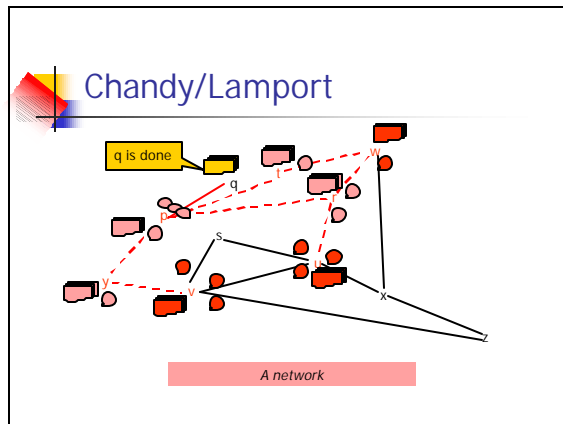 Chandy/Lamport
q is done
w
t
q
r
p
s
u
y
v
x
z
A network